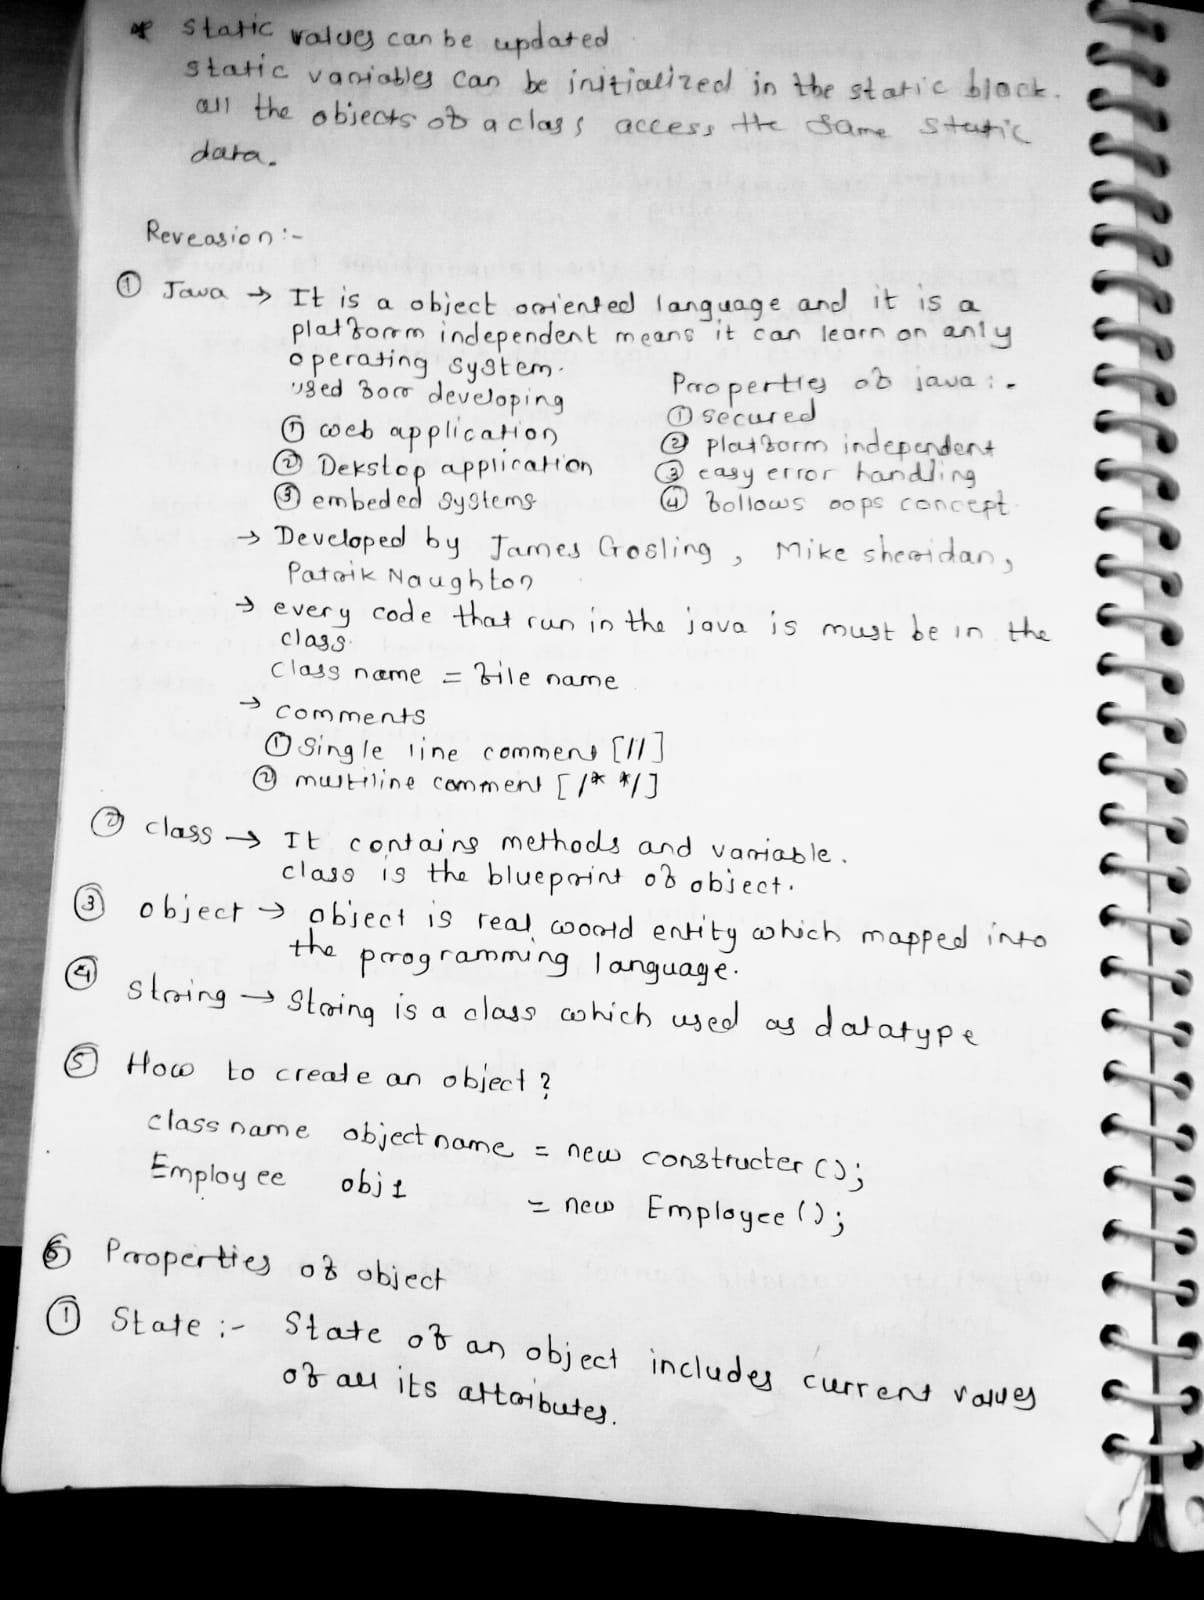 * static values can be updated.
static variables can be initialized in the static block.
all the objects of a class access the same static
data.
Reveasion :-
① Java → It is a object oriented language and it is a
platform independent means it can learn on anly
operating system.
used for developing
① web application
② Dekstop application
③ embeded systems
Properties of java :-
① secured
② platform independent
③ easy error handling
④ follows oops concept.
→ Developed by James Grosling, Mike sheridan,
Patrik Naughton
→ every code that run in the java is must be in the
class.
class name = file name
→ comments
① Single line comment [//]
② multiline comment [/* */]
② class → It contains methods and variable.
class is the blueprint of object.
③ object → object is real world entity which mapped into
the programming language.
④ string → String is a class which used as datatype
⑤ How to create an object?
class name object name = new constructer();
Employee obj1 = new Employee();
⑥ Properties of object
① State :- State of an object includes current values
of all its attributes.